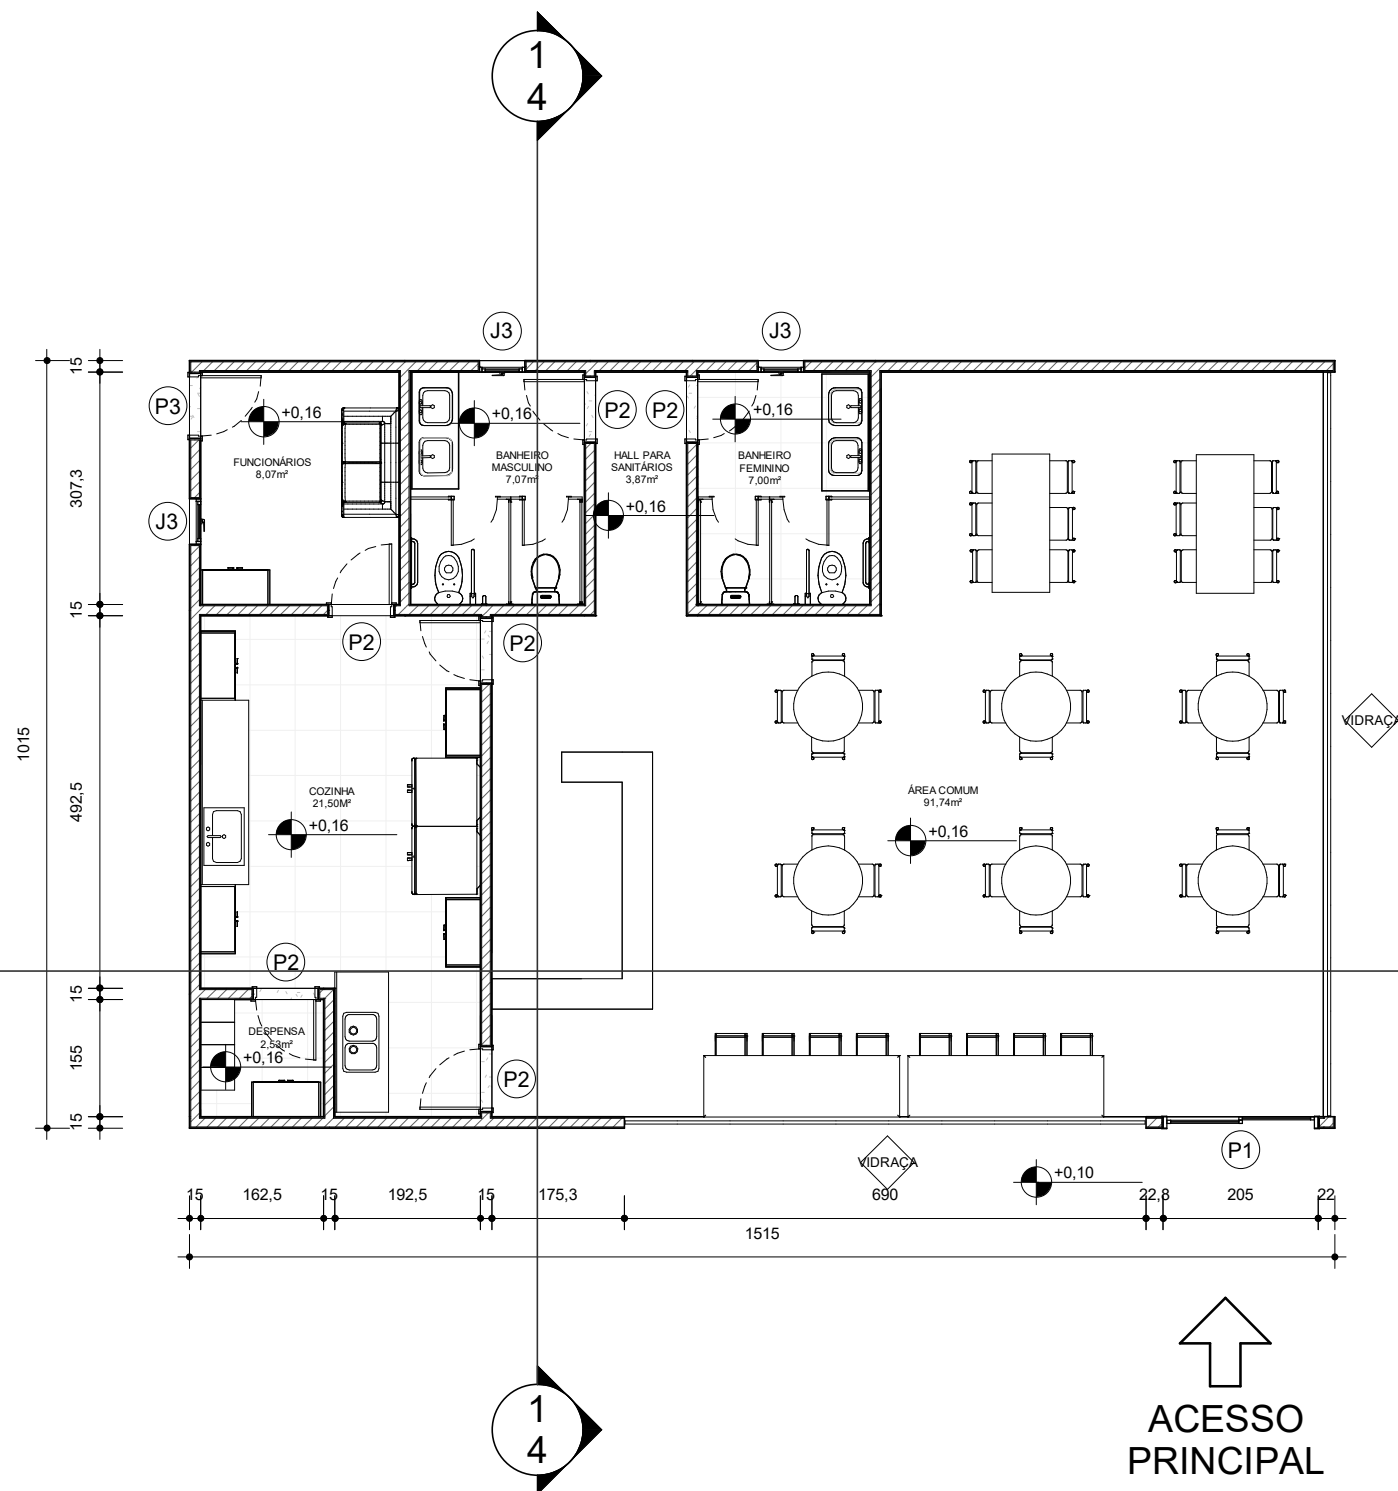 1
4
J3
J3
15
P3
+0,16
+0,16
P2
P2
+0,16
FUNCIONÁRIOS
8,07m²
BANHEIRO
MASCULINO
7,07m²
HALL PARA
SANITÁRIOS
3,87m²
BANHEIRO
FEMININO
7,00m²
307,3
J3
+0,16
15
P2
P2
1015
492,5
VIDRAÇA
COZINHA
21,50M²
+0,16
ÁREA COMUM
91,74m²
+0,16
P2
15
DESPENSA
2,53m²
+0,16
155
P2
15
P1
VIDRAÇA
+0,10
15
162,5
15
192,5
15
175,3
690
22,8
205
22
1515
1
4
ACESSO
PRINCIPAL